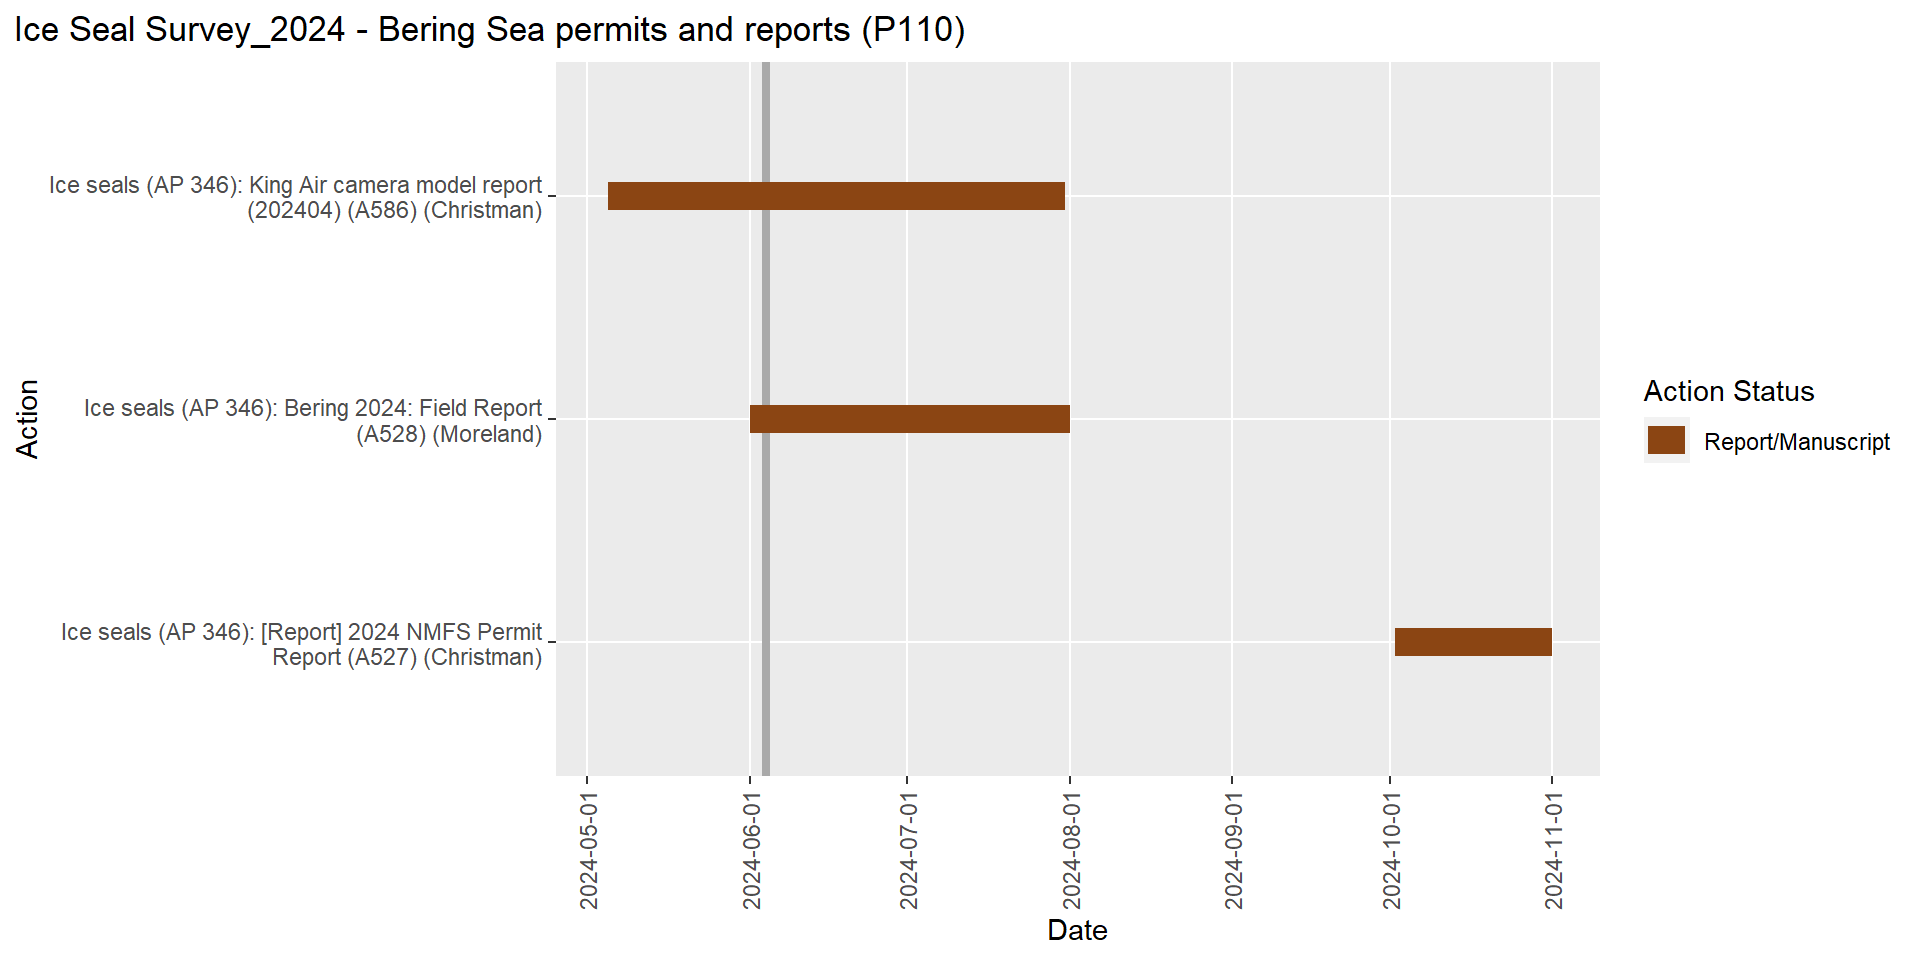 Ice Seal Survey_2024 - Bering Sea permits and reports (P110)
Action
Ice seals (AP 346): King Air camera model report
(202404) (A586) (Christman)
Ice seals (AP 346): Bering 2024: Field Report
(A528) (Moreland)
Ice seals (AP 346): [Report] 2024 NMFS Permit
Report (A527) (Christman)
2024-05-01
2024-06-01
2024-07-01
2024-08-01
2024-09-01
2024-10-01
2024-11-01
Date
Action Status
Report/Manuscript